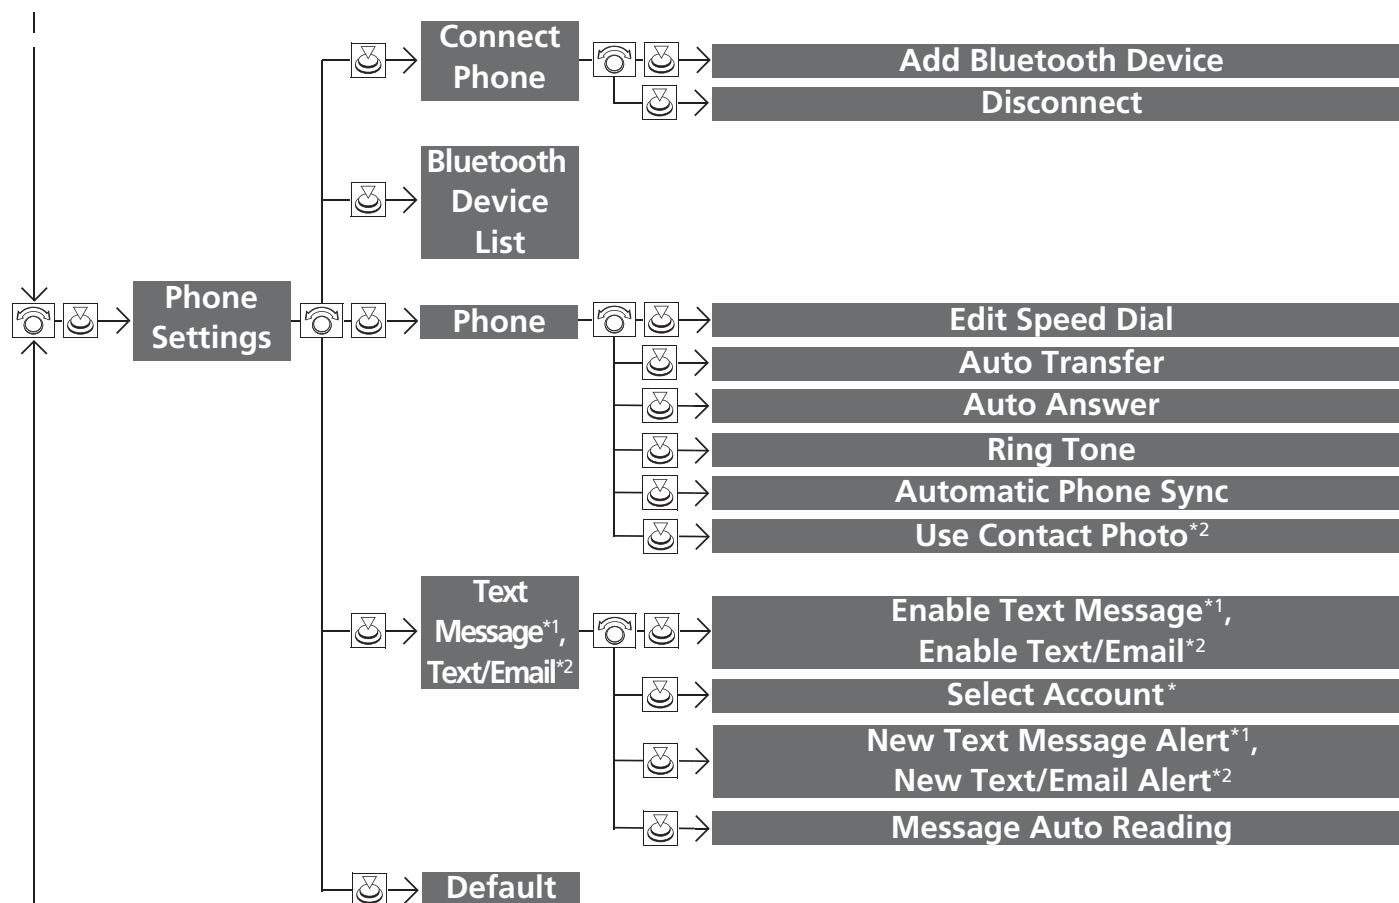 Connect
Phone
Add Bluetooth Device
Disconnect
Bluetooth
Device
List
Phone
Settings
Phone
Edit Speed Dial
Auto Transfer
Auto Answer
Ring Tone
Automatic Phone Sync
Use Contact Photo*2
Text
Message*1,
Text/Email*2
Enable Text Message*1,
Enable Text/Email*2
Select Account*
New Text Message Alert*1,
New Text/Email Alert*2
Message Auto Reading
Default